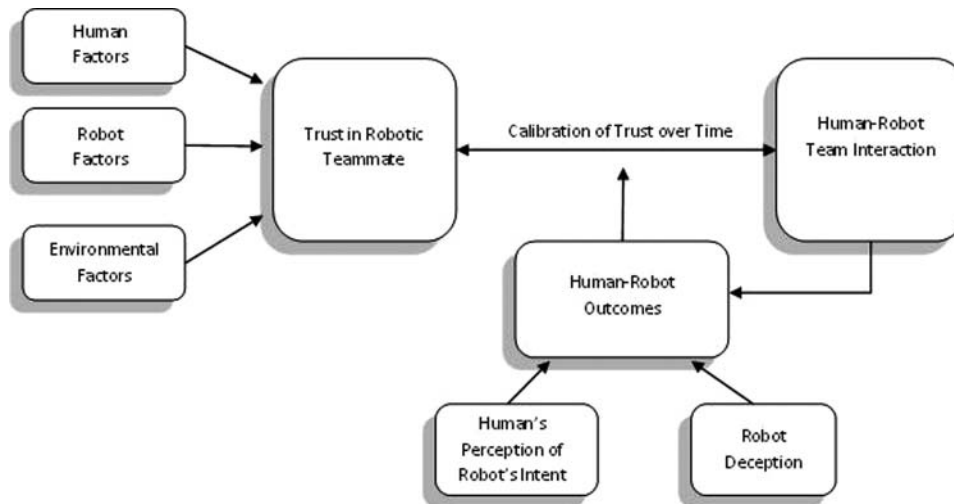 Human
Factors
Robot
Factors
Environmental
Factors
Trust in Robotic
Teammate
Calibration of Trust over Time
Human-Robot
Team Interaction
Human-Robot
Outcomes
Human's
Perception of
Robot's Intent
Robot
Deception